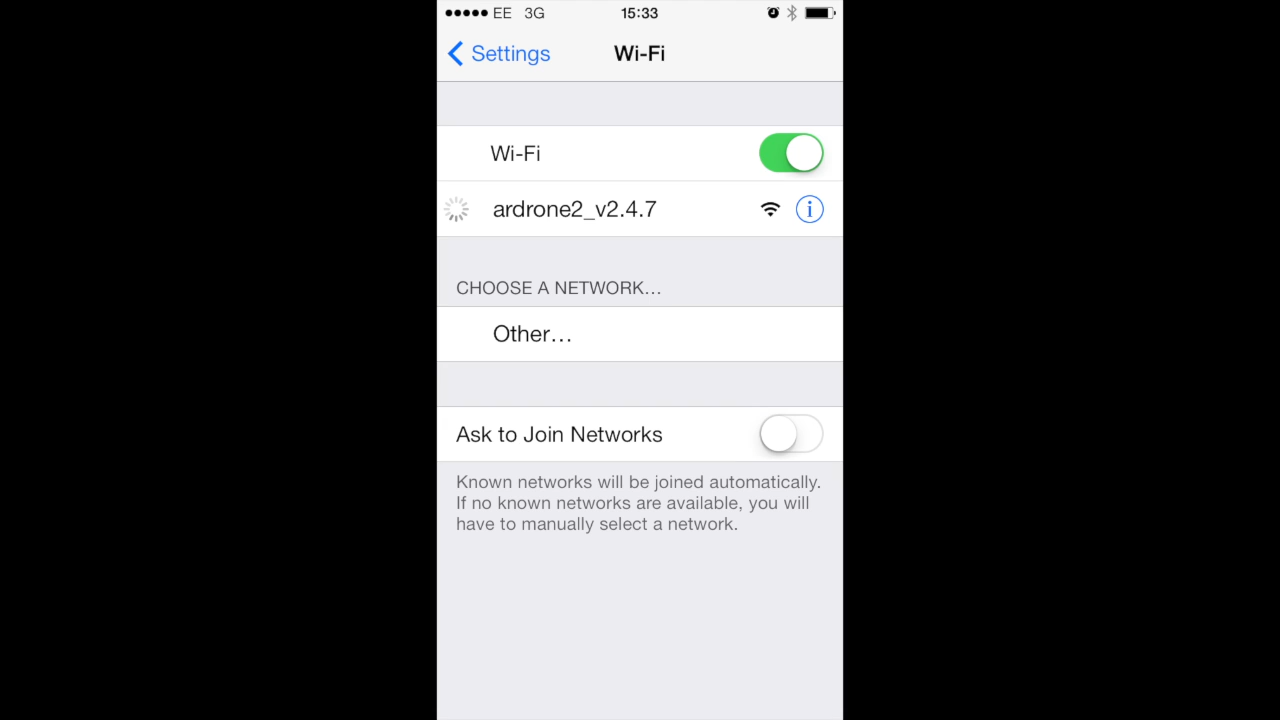 EE 3G 15:33
Settings Wi-Fi
Wi-Fi
ardrone2_v2.4.7
CHOOSE A NETWORK...
Other...
Ask to Join Networks
Known networks will be joined automatically.
If no known networks are available, you will
have to manually select a network.